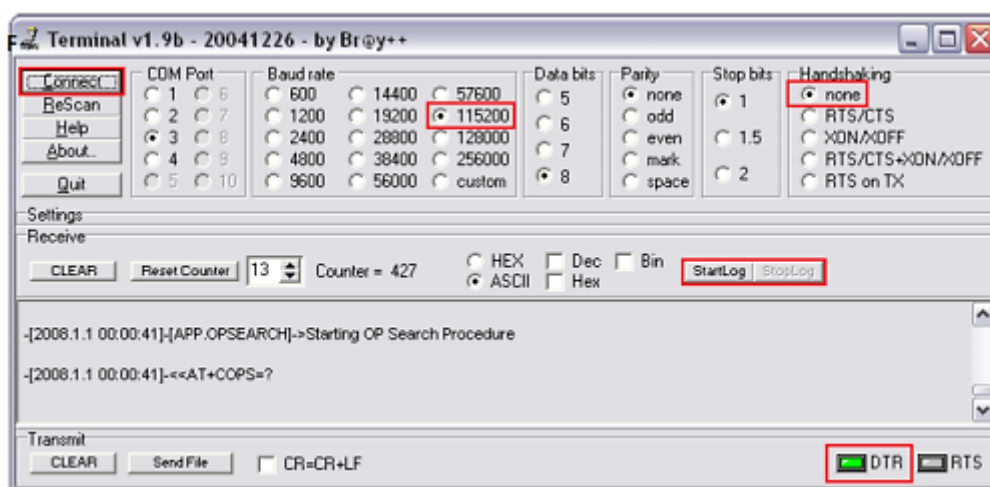 F
Terminal v1.9b - 20041226 - by Br@y++
Connect
ReScan
Help
About..
Quit
COM Port
1 6
2 7
3 8
4 9
5 10
Baud rate
600 14400 57600
1200 19200 115200
2400 28800 128000
4800 38400 256000
9600 56000 custom
Data bits
5
6
7
8
Parity
none
odd
even
mark
space
Stop bits
1
1.5
2
Handshaking
none
RTS/CTS
XON/XOFF
RTS/CTS+XON/XOFF
RTS on TX
Settings
Receive
CLEAR Reset Counter 13 Counter = 427 HEX Dec Bin
ASCII Hex
StartLog StopLog
-[2008.1.1 00:00:41]-[APP.OPSEARCH]->Starting OP Search Procedure
-[2008.1.1 00:00:41]-<<AT+COPS=?
Transmit
CLEAR Send File CR=CR+LF DTR RTS